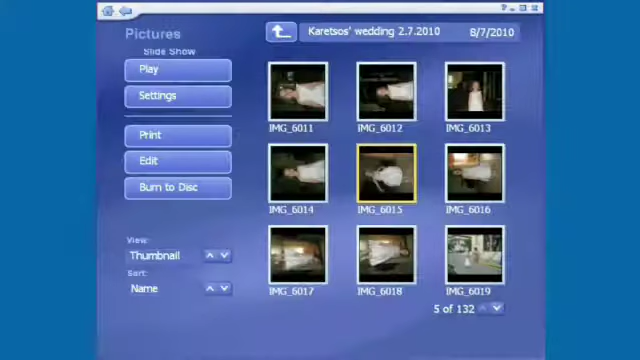 Pictures
Karetsos' wedding 2.7.2010
8/7/2010
Slide Show
Play
Settings
Print
Edit
Burn to Disc
View:
Thumbnail
Sort:
Name
IMG_6011
IMG_6012
IMG_6013
IMG_6014
IMG_6015
IMG_6016
IMG_6017
IMG_6018
IMG_6019
5 of 132